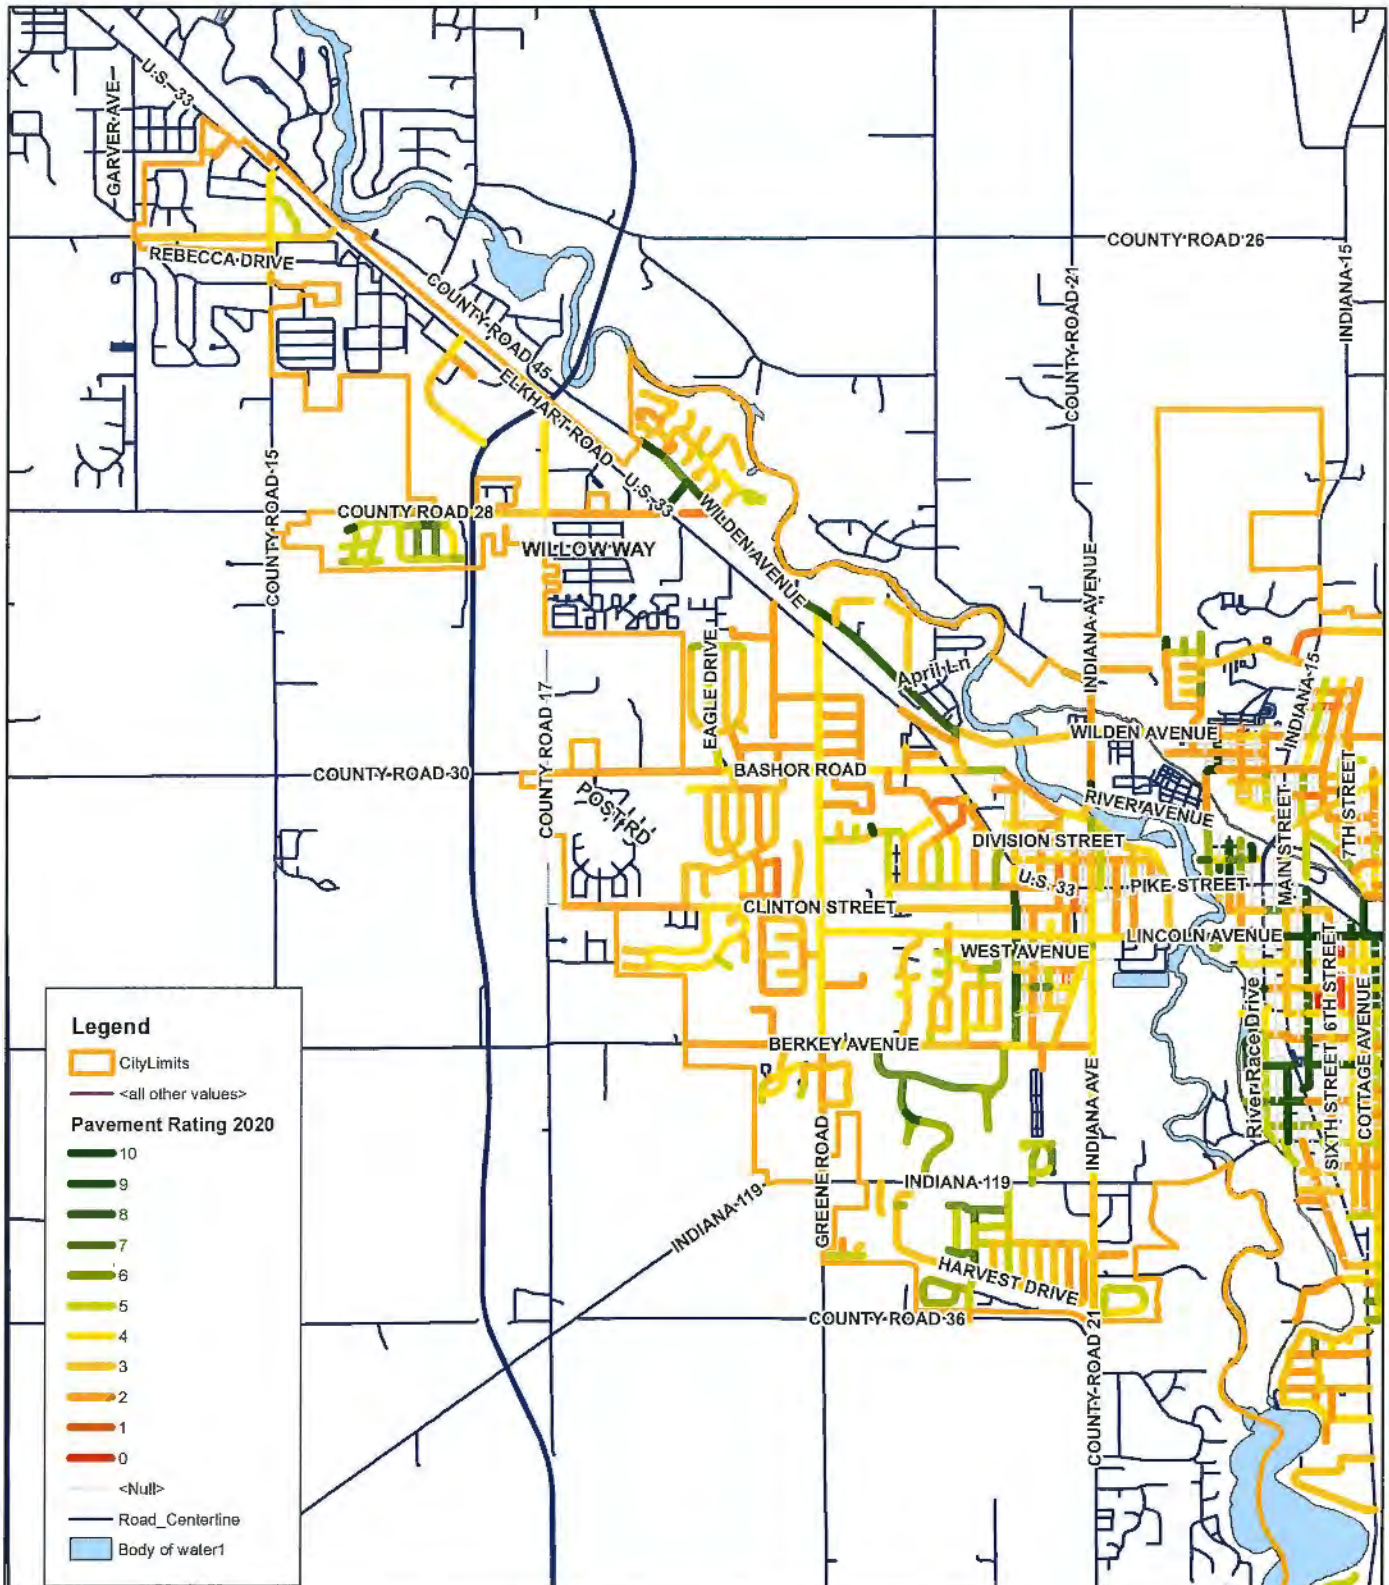 U.S. 33
GARVER AVE
REBECCA DRIVE
COUNTY ROAD 26
INDIANA 15
COUNTY ROAD 21
COUNTY ROAD 45
ELKHART ROAD
COUNTY ROAD 15
U.S. 33
COUNTY ROAD 28
WILDEN AVENUE
WILLOW WAY
INDIANA AVENUE
EAGLE DRIVE
April Ln
INDIANA 15
COUNTY ROAD 17
WILDEN AVENUE
COUNTY ROAD 30
BASHOR ROAD
POST RD
RIVER AVENUE
7TH STREET
MAIN STREET
DIVISION STREET
U.S. 33
PIKE STREET
CLINTON STREET
LINCOLN AVENUE
WEST AVENUE
6TH STREET
River Race Drive
COTTAGE AVENUE
BERKEY AVENUE
SIXTH STREET
INDIANA AVE
GREENE ROAD
INDIANA 119
INDIANA 119
HARVEST DRIVE
COUNTY ROAD 36
COUNTY ROAD 21
Legend
CityLimits
<all other values>
Pavement Rating 2020
10
9
8
7
6
5
4
3
2
1
0
<Null>
Road_Centerline
Body of water1